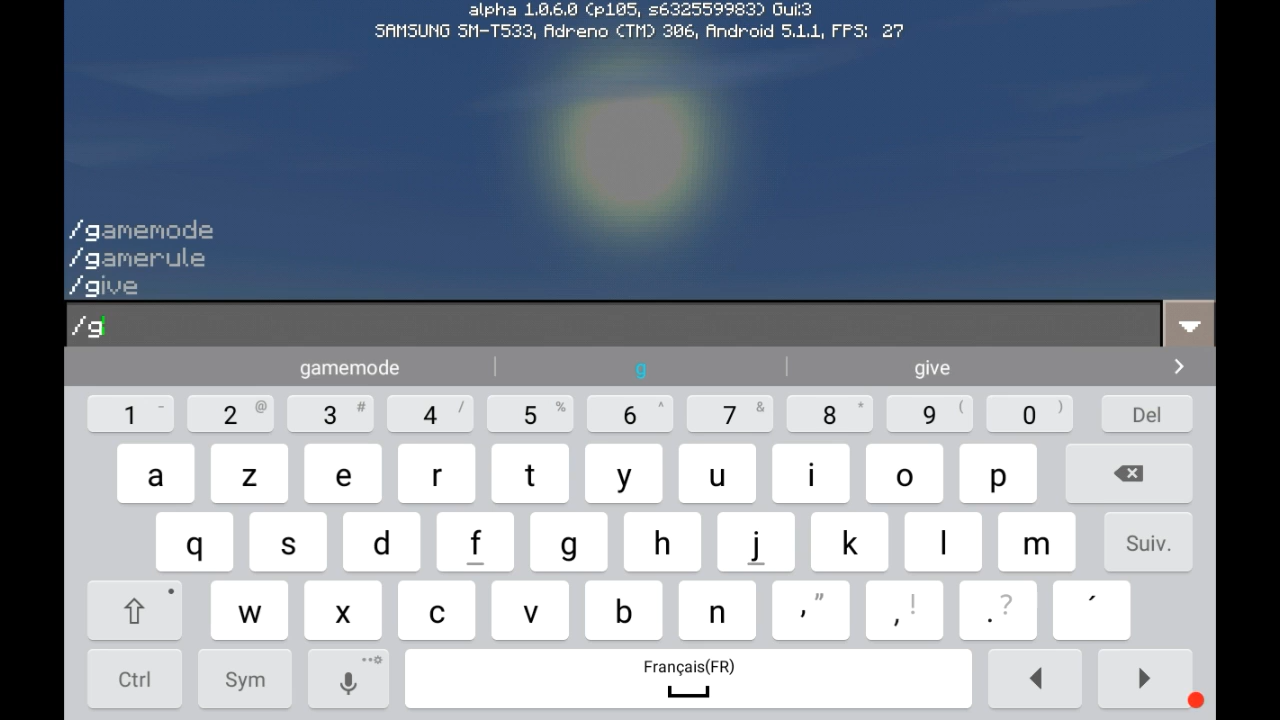 alpha 1.0.6.0 (p105, s632559983) Gui:3
SAMSUNG SM-T533, Adreno (TM) 306, Android 5.1.1, FPS: 27
/gamemode
/gamerule
/give
/g
gamemode g give >
1 - 2 @ 3 # 4 / 5 % 6 ^ 7 & 8 * 9 ( 0 ) Del
a z e r t y u i o p
q s d f g h j k l m Suiv.
w x c v b n ' " , ! . ? ´
Ctrl Sym Français(FR)